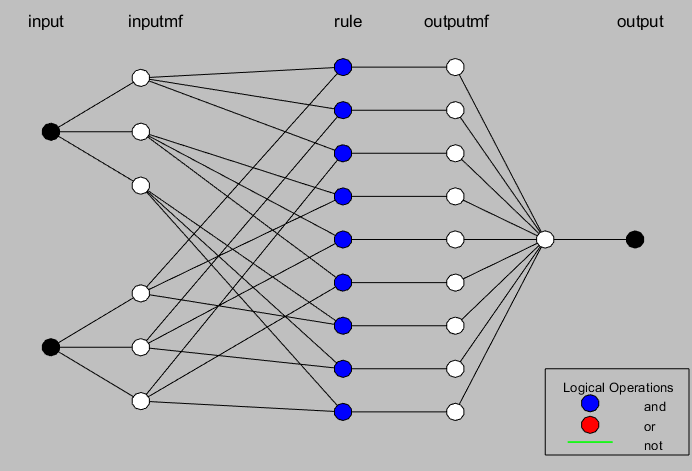 input inputmf rule outputmf output
Logical Operations
and
or
not